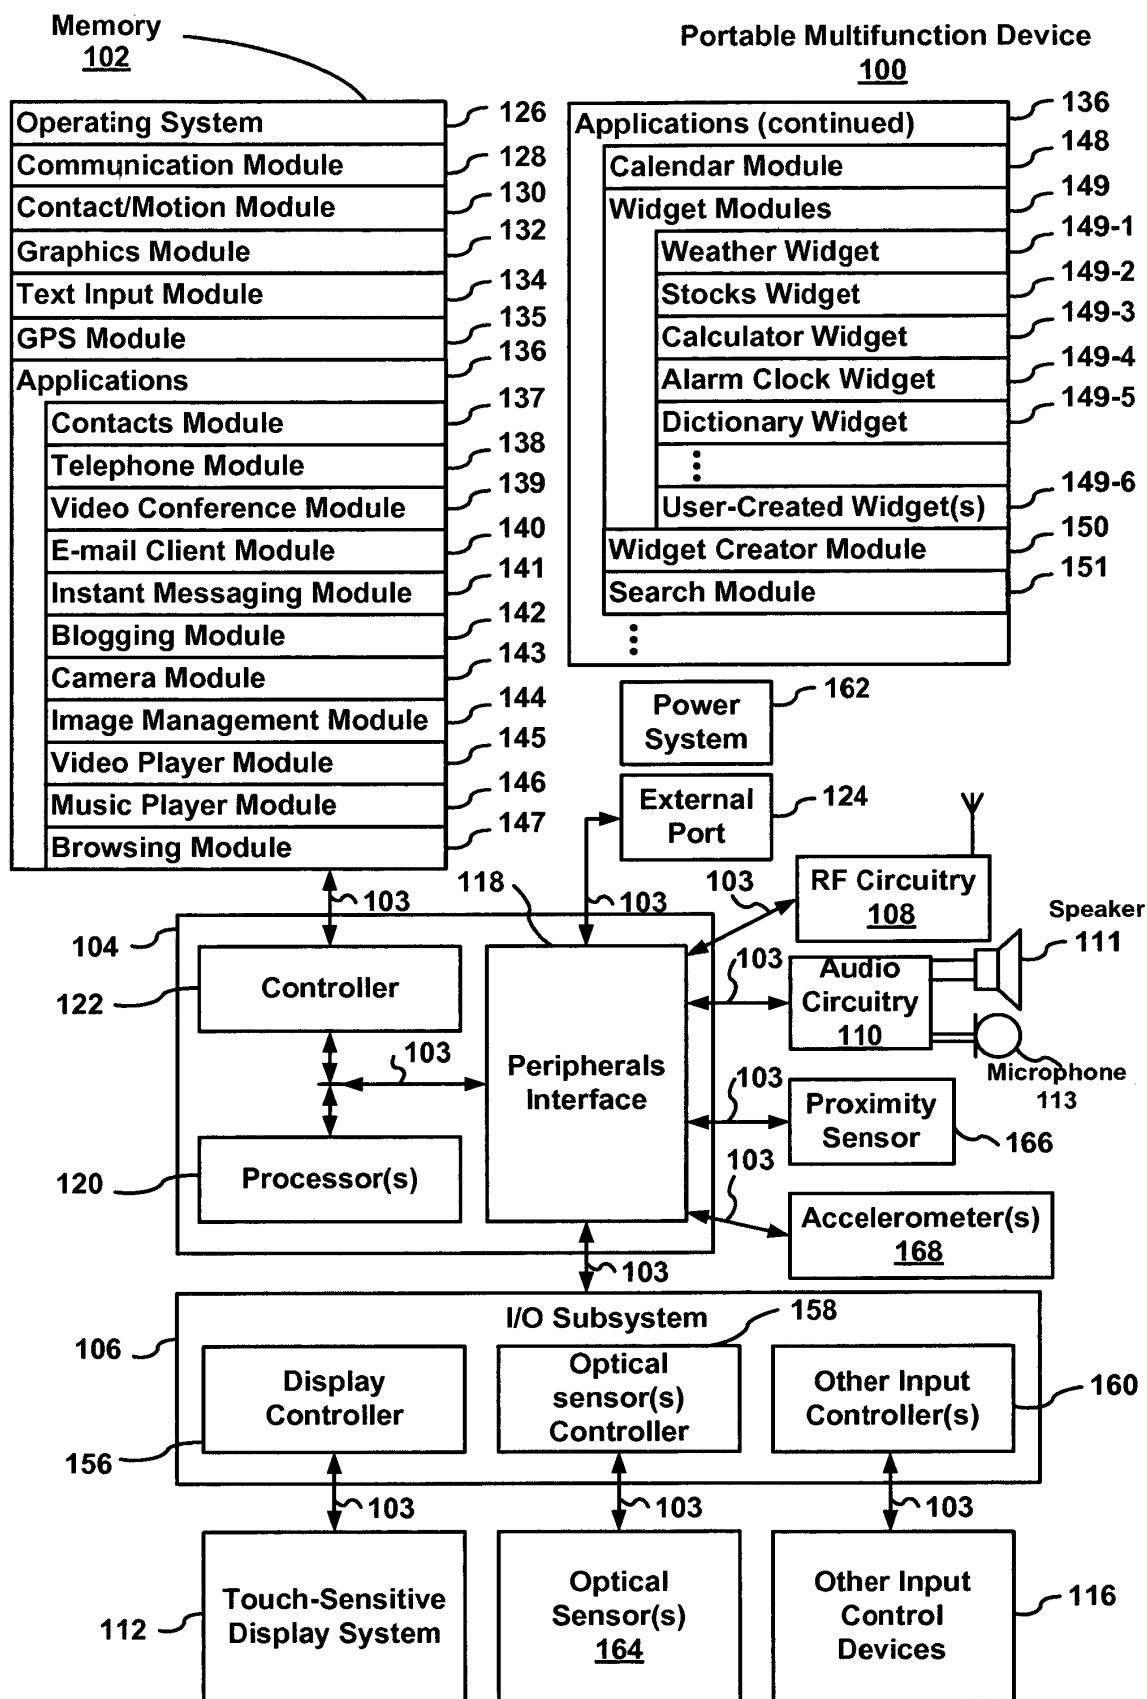 Memory
102
Portable Multifunction Device
100
Operating System 126
Communication Module 128
Contact/Motion Module 130
Graphics Module 132
Text Input Module 134
GPS Module 135
Applications 136
Contacts Module 137
Telephone Module 138
Video Conference Module 139
E-mail Client Module 140
Instant Messaging Module 141
Blogging Module 142
Camera Module 143
Image Management Module 144
Video Player Module 145
Music Player Module 146
Browsing Module 147
Applications (continued) 136
Calendar Module 148
Widget Modules 149
Weather Widget 149-1
Stocks Widget 149-2
Calculator Widget 149-3
Alarm Clock Widget 149-4
Dictionary Widget 149-5
User-Created Widget(s) 149-6
Widget Creator Module 150
Search Module 151
Power
System
162
External
Port
124
103
118
103
103
RF Circuitry
108
Speaker
111
104
122
Controller
103
Audio
Circuitry
110
Microphone
113
103
Peripherals
Interface
103
Proximity
Sensor
166
120
Processor(s)
103
Accelerometer(s)
168
103
I/O Subsystem
158
106
Display
Controller
156
Optical
sensor(s)
Controller
Other Input
Controller(s)
160
103
103
103
112
Touch-Sensitive
Display System
Optical
Sensor(s)
164
Other Input
Control
Devices
116